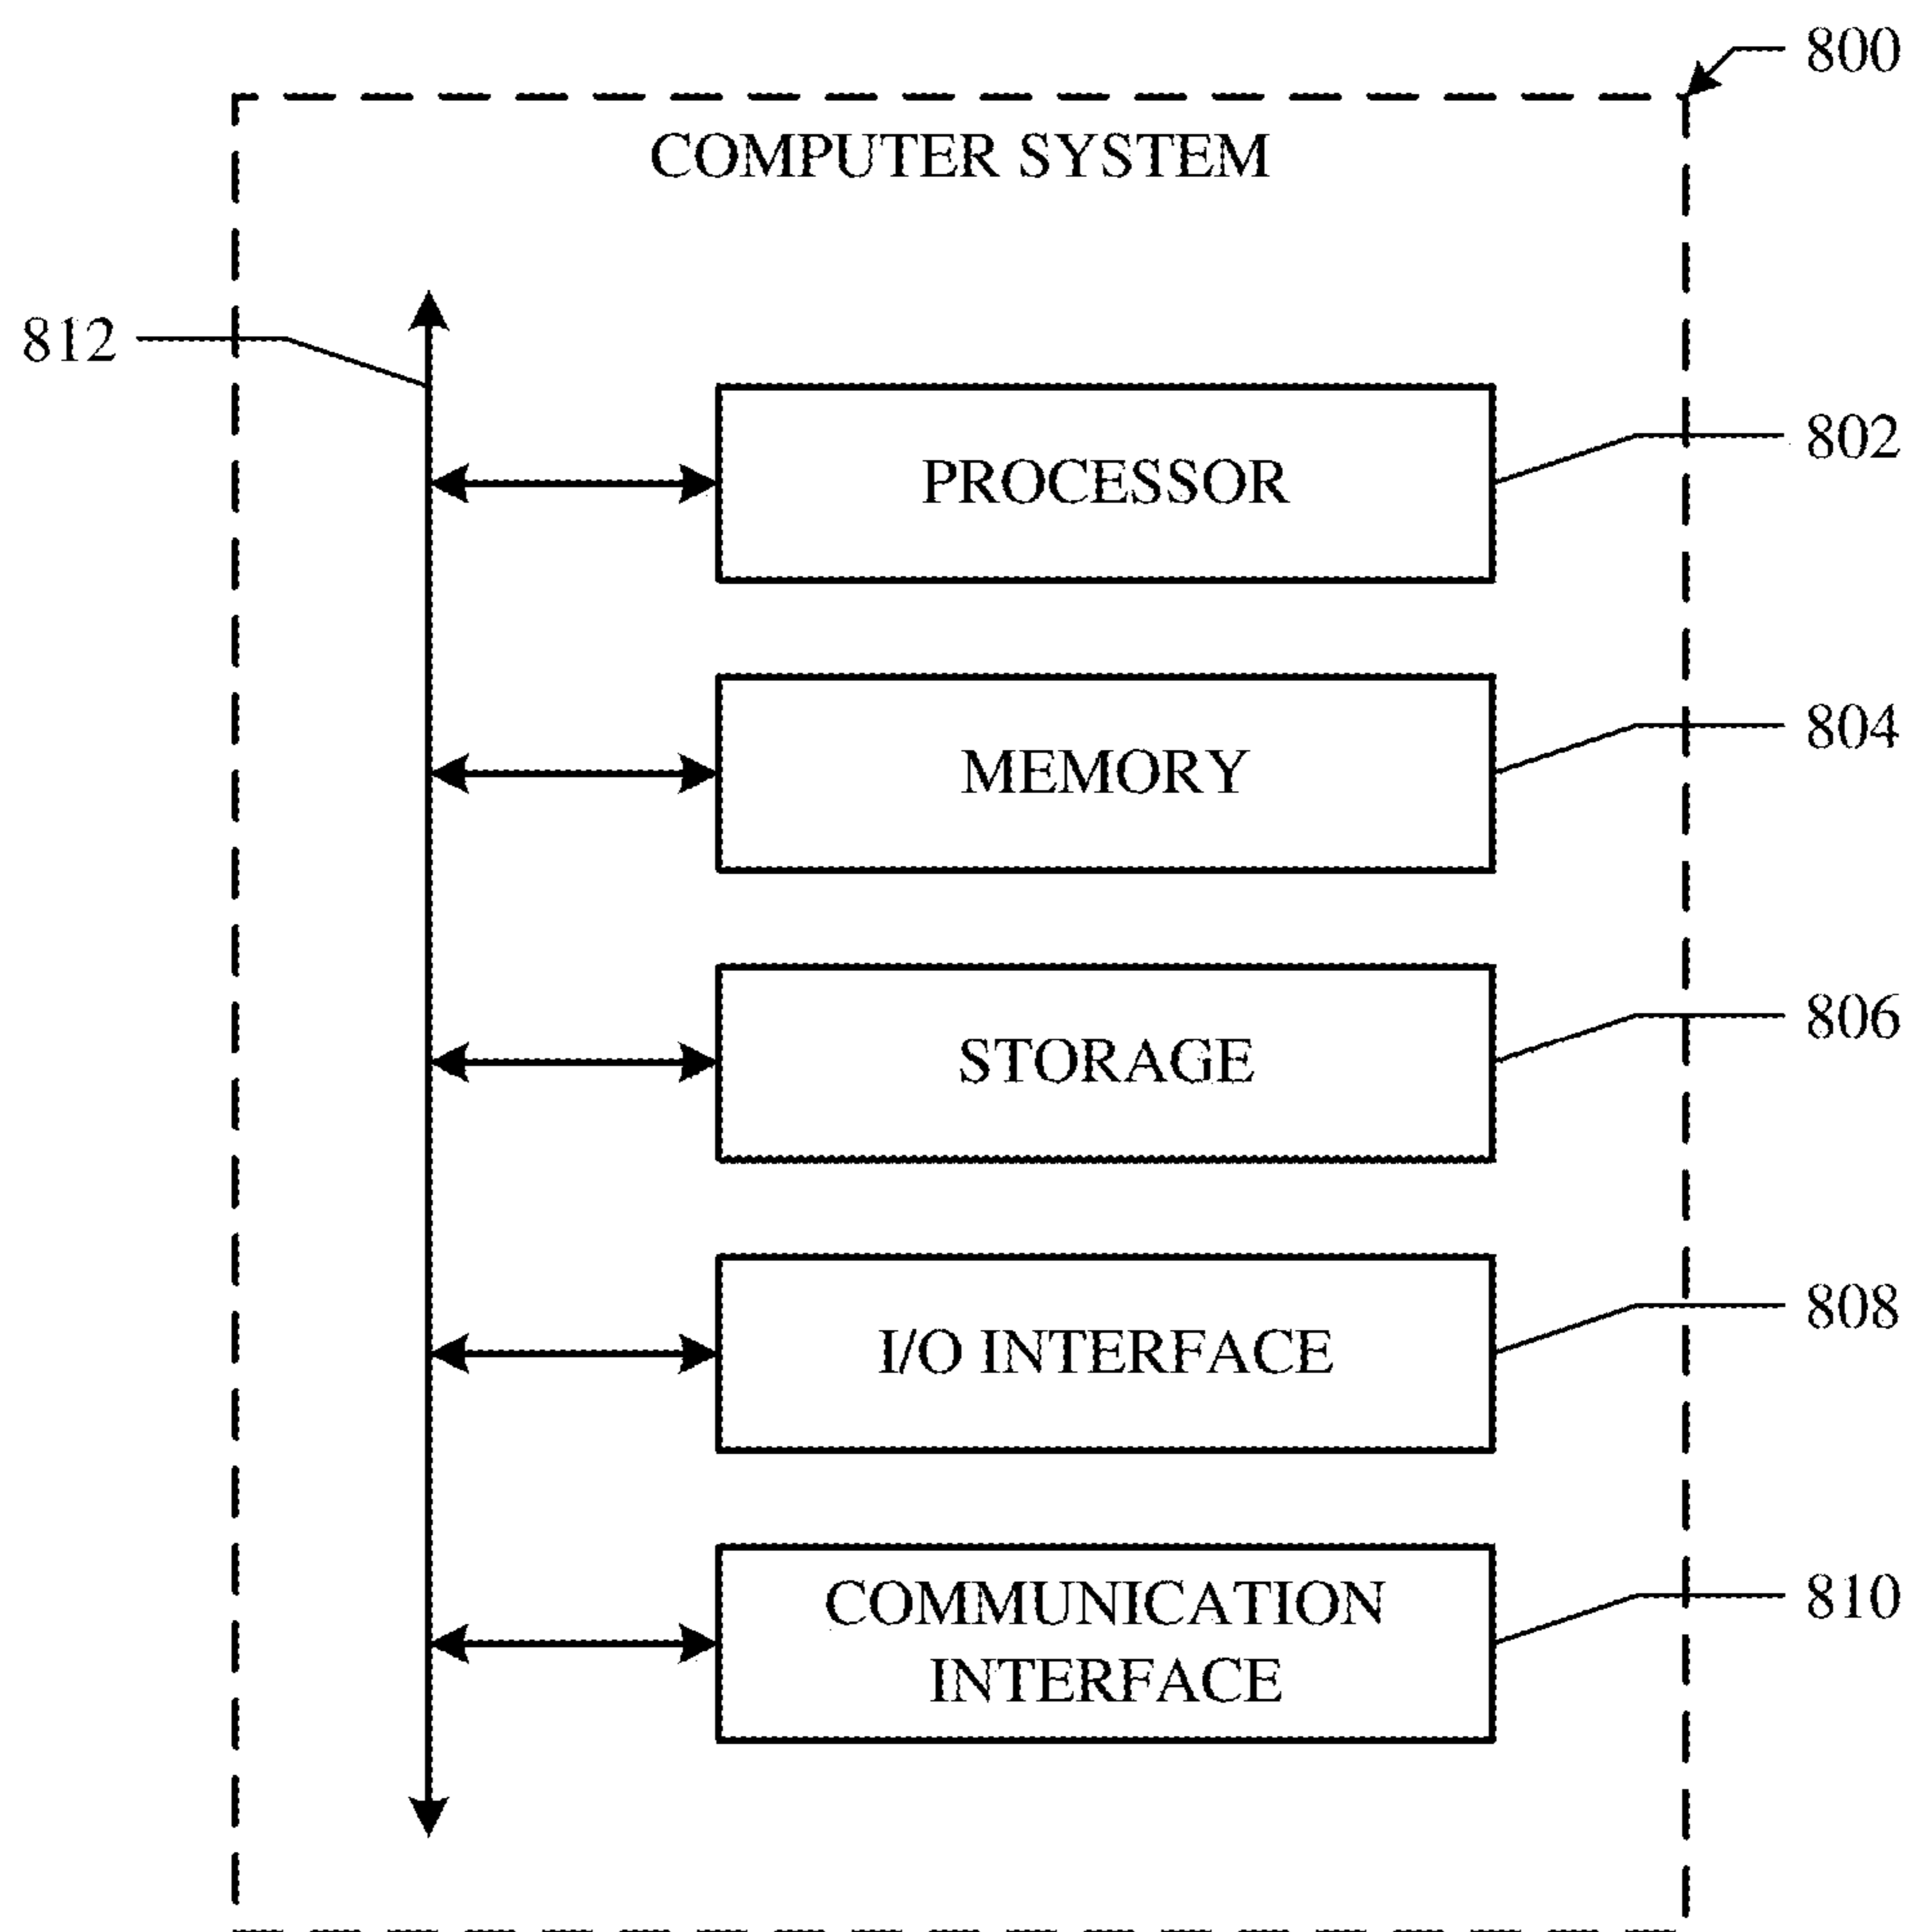 800
COMPUTER SYSTEM
812
802
PROCESSOR
804
MEMORY
806
STORAGE
808
I/O INTERFACE
810
COMMUNICATION
INTERFACE